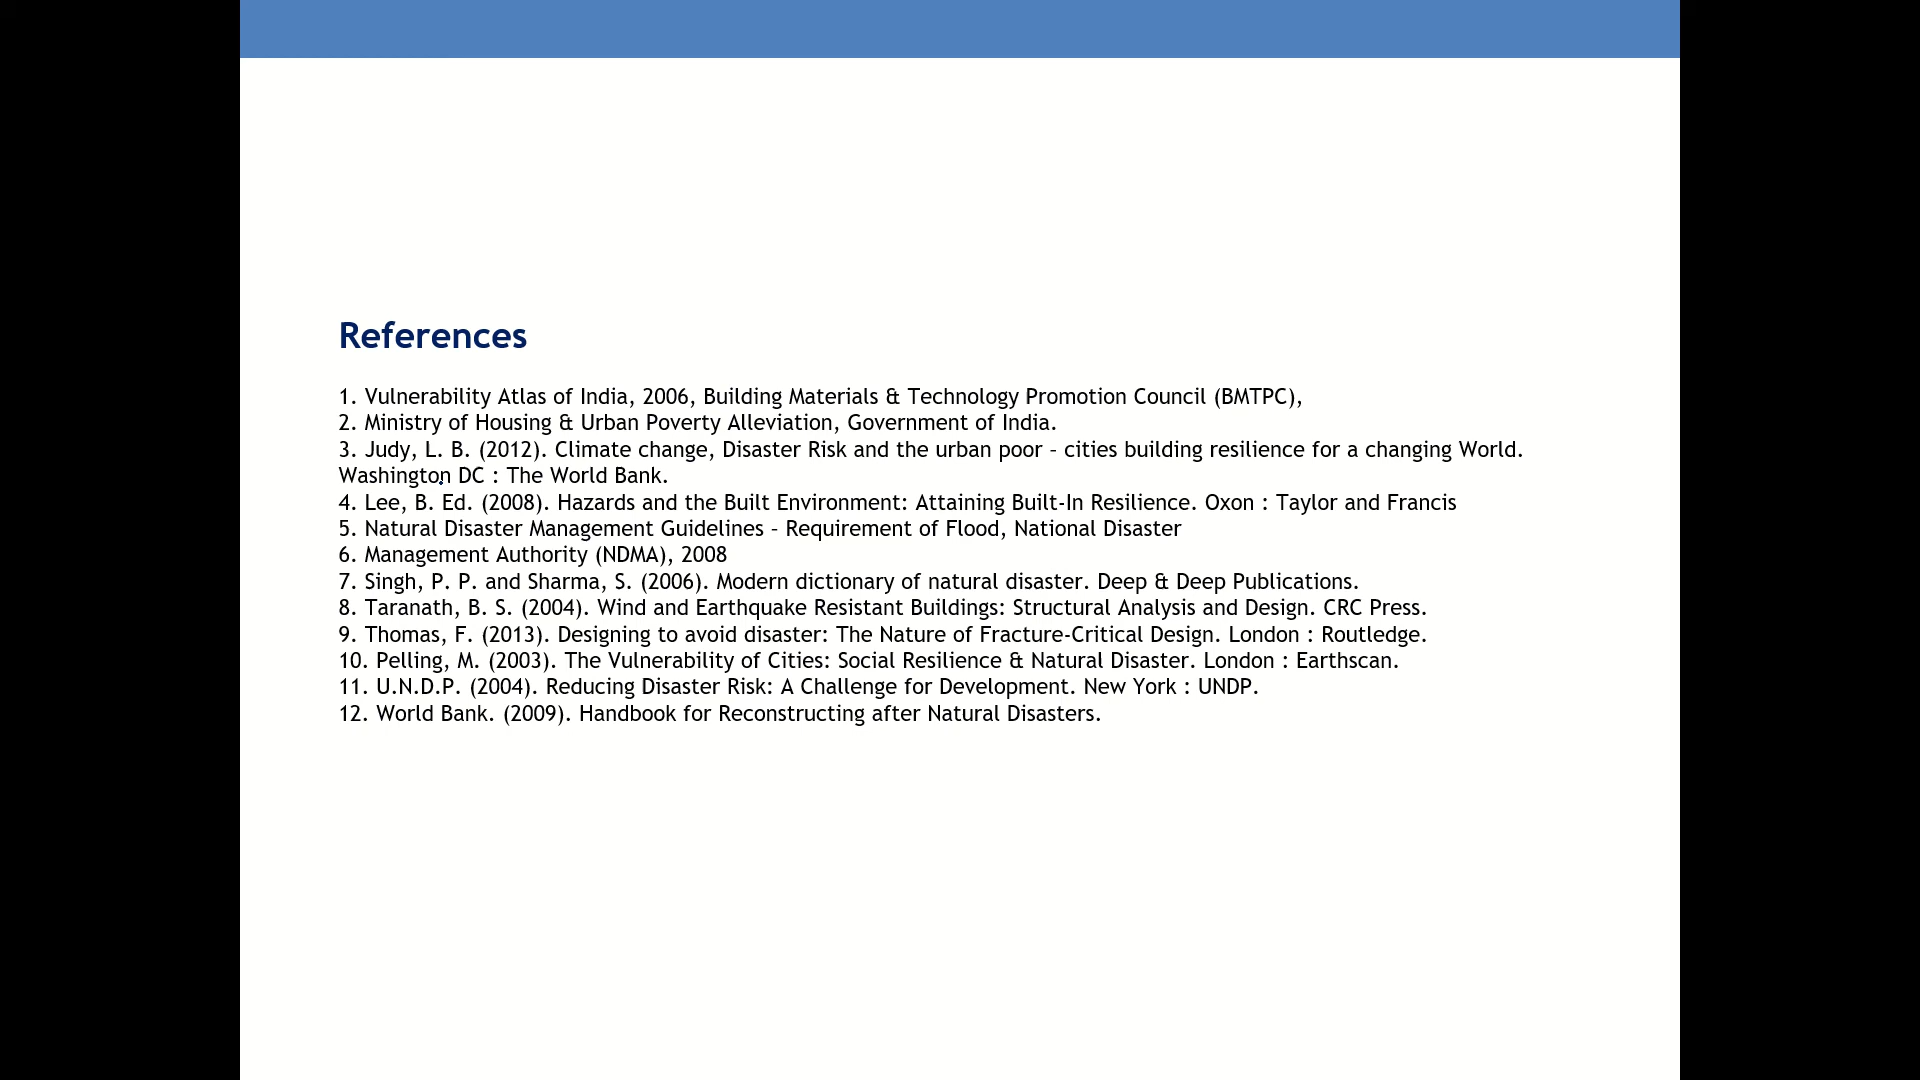 References
1. Vulnerability Atlas of India, 2006, Building Materials & Technology Promotion Council (BMTPC),
2. Ministry of Housing & Urban Poverty Alleviation, Government of India.
3. Judy, L. B. (2012). Climate change, Disaster Risk and the urban poor – cities building resilience for a changing World.
Washington DC : The World Bank.
4. Lee, B. Ed. (2008). Hazards and the Built Environment: Attaining Built-In Resilience. Oxon : Taylor and Francis
5. Natural Disaster Management Guidelines – Requirement of Flood, National Disaster
6. Management Authority (NDMA), 2008
7. Singh, P. P. and Sharma, S. (2006). Modern dictionary of natural disaster. Deep & Deep Publications.
8. Taranath, B. S. (2004). Wind and Earthquake Resistant Buildings: Structural Analysis and Design. CRC Press.
9. Thomas, F. (2013). Designing to avoid disaster: The Nature of Fracture-Critical Design. London : Routledge.
10. Pelling, M. (2003). The Vulnerability of Cities: Social Resilience & Natural Disaster. London : Earthscan.
11. U.N.D.P. (2004). Reducing Disaster Risk: A Challenge for Development. New York : UNDP.
12. World Bank. (2009). Handbook for Reconstructing after Natural Disasters.